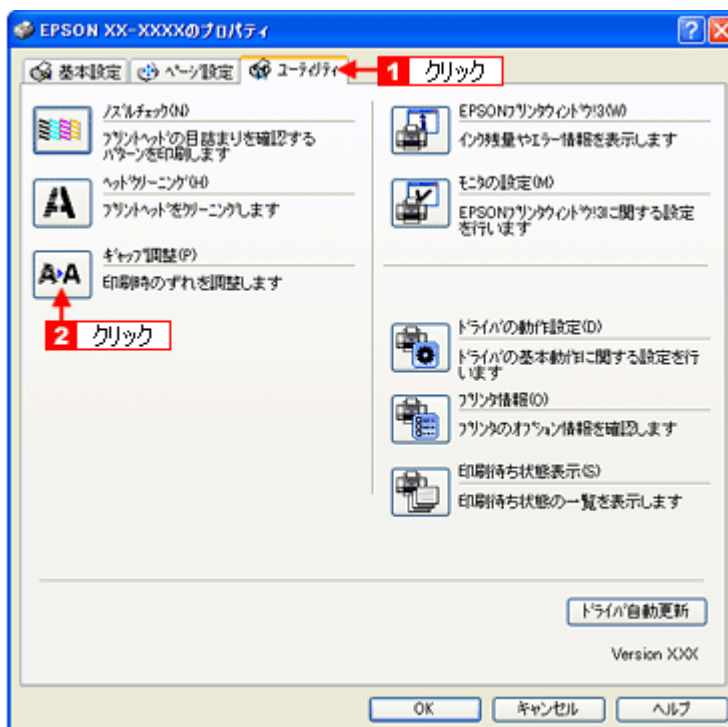 EPSON XX-XXXXのプロパティ
基本設定
ページ設定
ユーティリティ
1 クリック
ノズルチェック(N)
プリントヘッドの目詰まりを確認する
パターンを印刷します
ヘッドクリーニング(H)
プリントヘッドをクリーニングします
ギャップ調整(P)
印刷時のずれを調整します
2 クリック
EPSONプリンタウィンドウ!3(W)
インク残量やエラー情報を表示します
モニタの設定(M)
EPSONプリンタウィンドウ!3に関する設定
を行います
ドライバの動作設定(D)
ドライバの基本動作に関する設定を行
います
プリンタ情報(O)
プリンタのオプション情報を確認します
印刷待ち状態表示(S)
印刷待ち状態の一覧を表示します
ドライバ自動更新
Version XXX
OK
キャンセル
ヘルプ